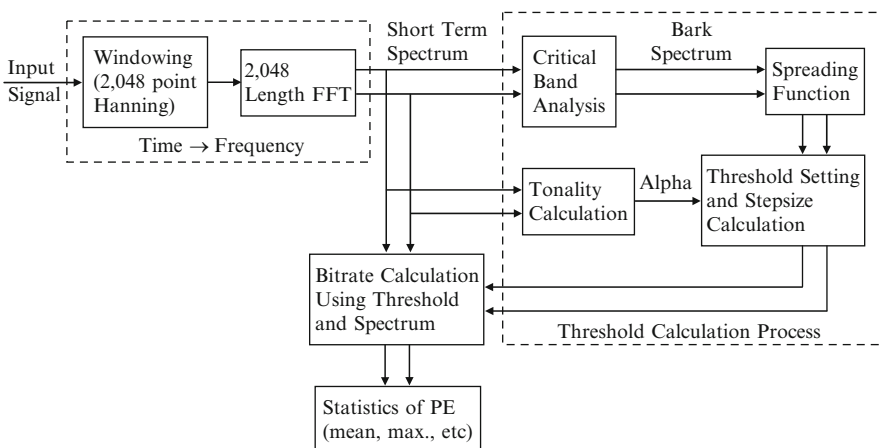 Input
Signal
Windowing
(2,048 point
Hanning)
2,048
Length FFT
Time → Frequency
Short Term
Spectrum
Critical
Band
Analysis
Bark
Spectrum
Spreading
Function
Tonality
Calculation
Alpha
Threshold Setting
and Stepsize
Calculation
Bitrate Calculation
Using Threshold
and Spectrum
Threshold Calculation Process
Statistics of PE
(mean, max., etc)